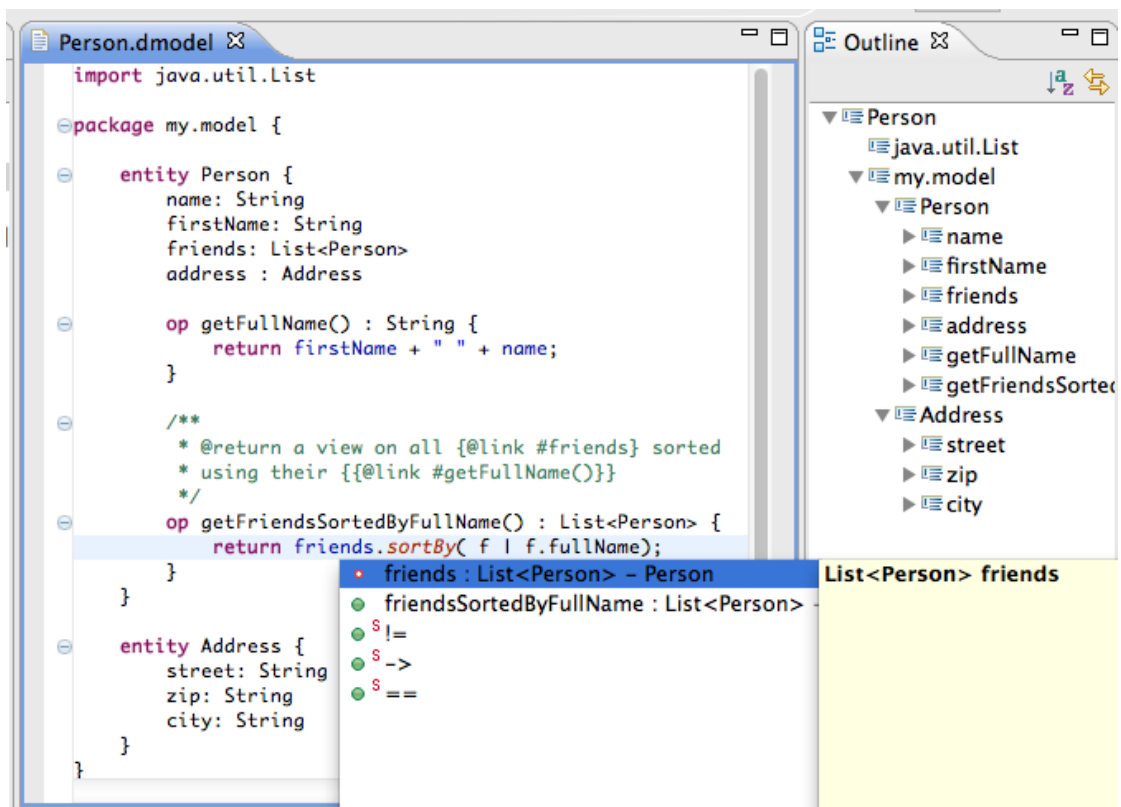 Person.dmodel
import java.util.List
package my.model {
entity Person {
name: String
firstName: String
friends: List<Person>
address : Address
op getFullName() : String {
return firstName + " " + name;
}
/**
* @return a view on all {@link #friends} sorted
* using their {{@link #getFullName()}}
*/
op getFriendsSortedByFullName() : List<Person> {
return friends.sortBy( f | f.fullName);
}
}
entity Address {
street: String
zip: String
city: String
}
}
friends : List<Person> – Person
friendsSortedByFullName : List<Person> –
S !=
S ->
S ==
List<Person> friends
Outline
a
z
Person
java.util.List
my.model
Person
name
firstName
friends
address
getFullName
getFriendsSorted
Address
street
zip
city